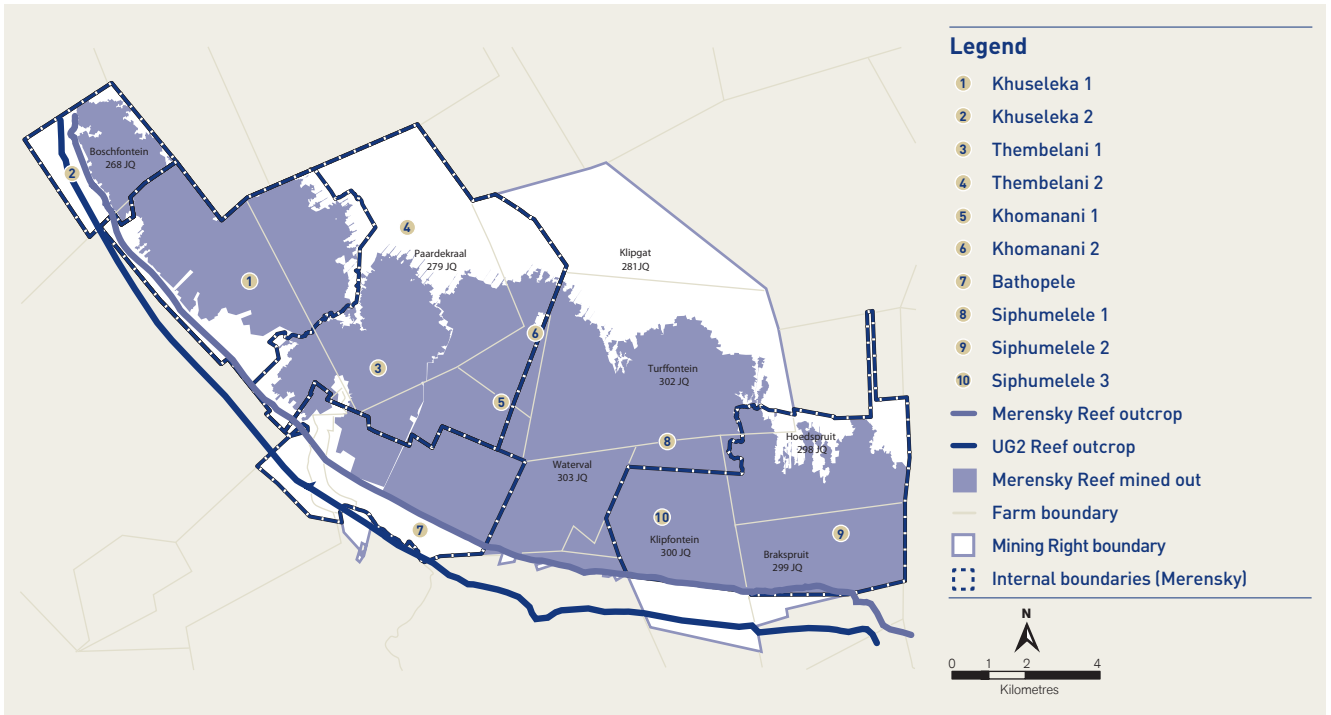 Boschfontein
268 JQ
2
1
4
Paardekraal
279 JQ
Klipgat
281JQ
6
3
Turffontein
302 JQ
5
8
Hoedspruit
298 JQ
Waterval
303 JQ
10
7
Klipfontein
300 JQ
9
Brakspruit
299 JQ
Legend
1 Khuseleka 1
2 Khuseleka 2
3 Thembelani 1
4 Thembelani 2
5 Khomanani 1
6 Khomanani 2
7 Bathopele
8 Siphumelele 1
9 Siphumelele 2
10 Siphumelele 3
Merensky Reef outcrop
UG2 Reef outcrop
Merensky Reef mined out
Farm boundary
Mining Right boundary
Internal boundaries (Merensky)
N
0 1 2 4
Kilometres